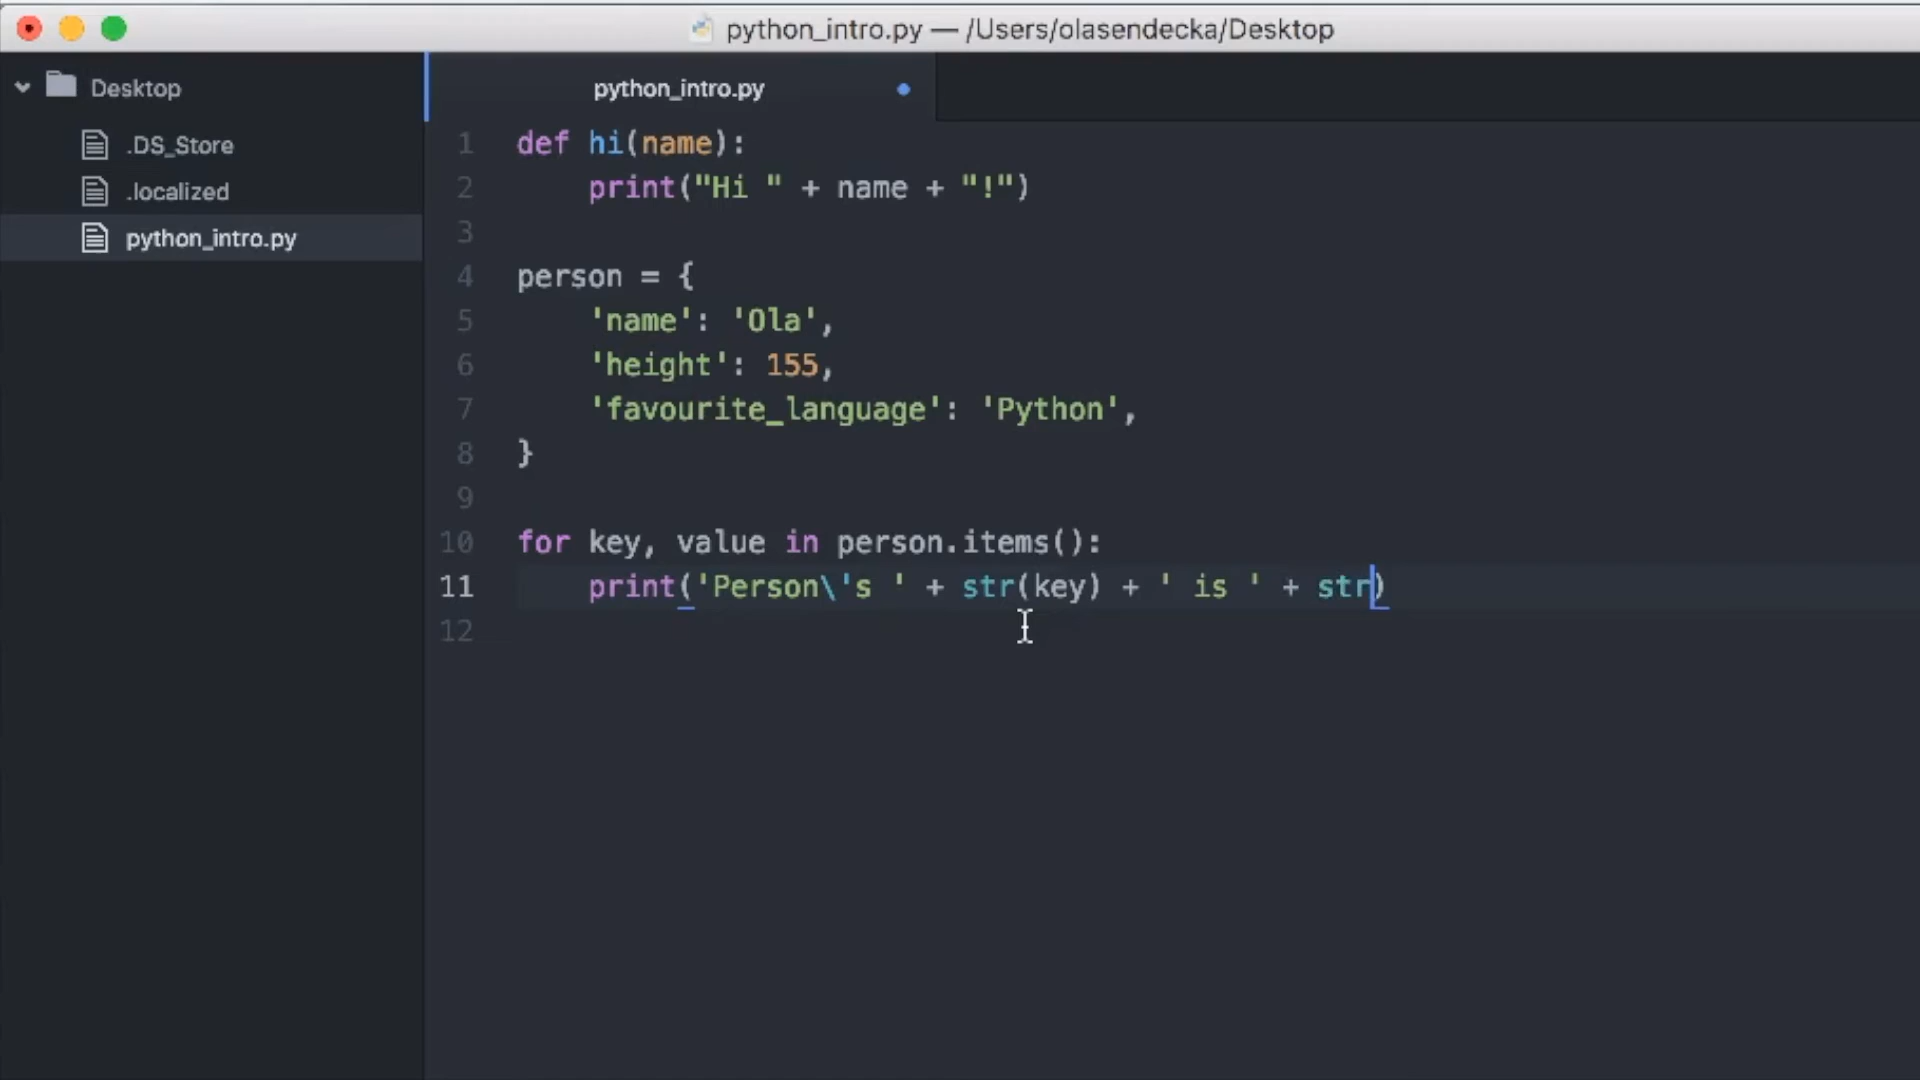 python_intro.py — /Users/olasendecka/Desktop
Desktop
.DS_Store
.localized
python_intro.py
python_intro.py
1 def hi(name):
2     print("Hi " + name + "!")
3
4 person = {
5     'name': 'Ola',
6     'height': 155,
7     'favourite_language': 'Python',
8 }
9
10 for key, value in person.items():
11     print('Person\'s ' + str(key) + ' is ' + str)
12